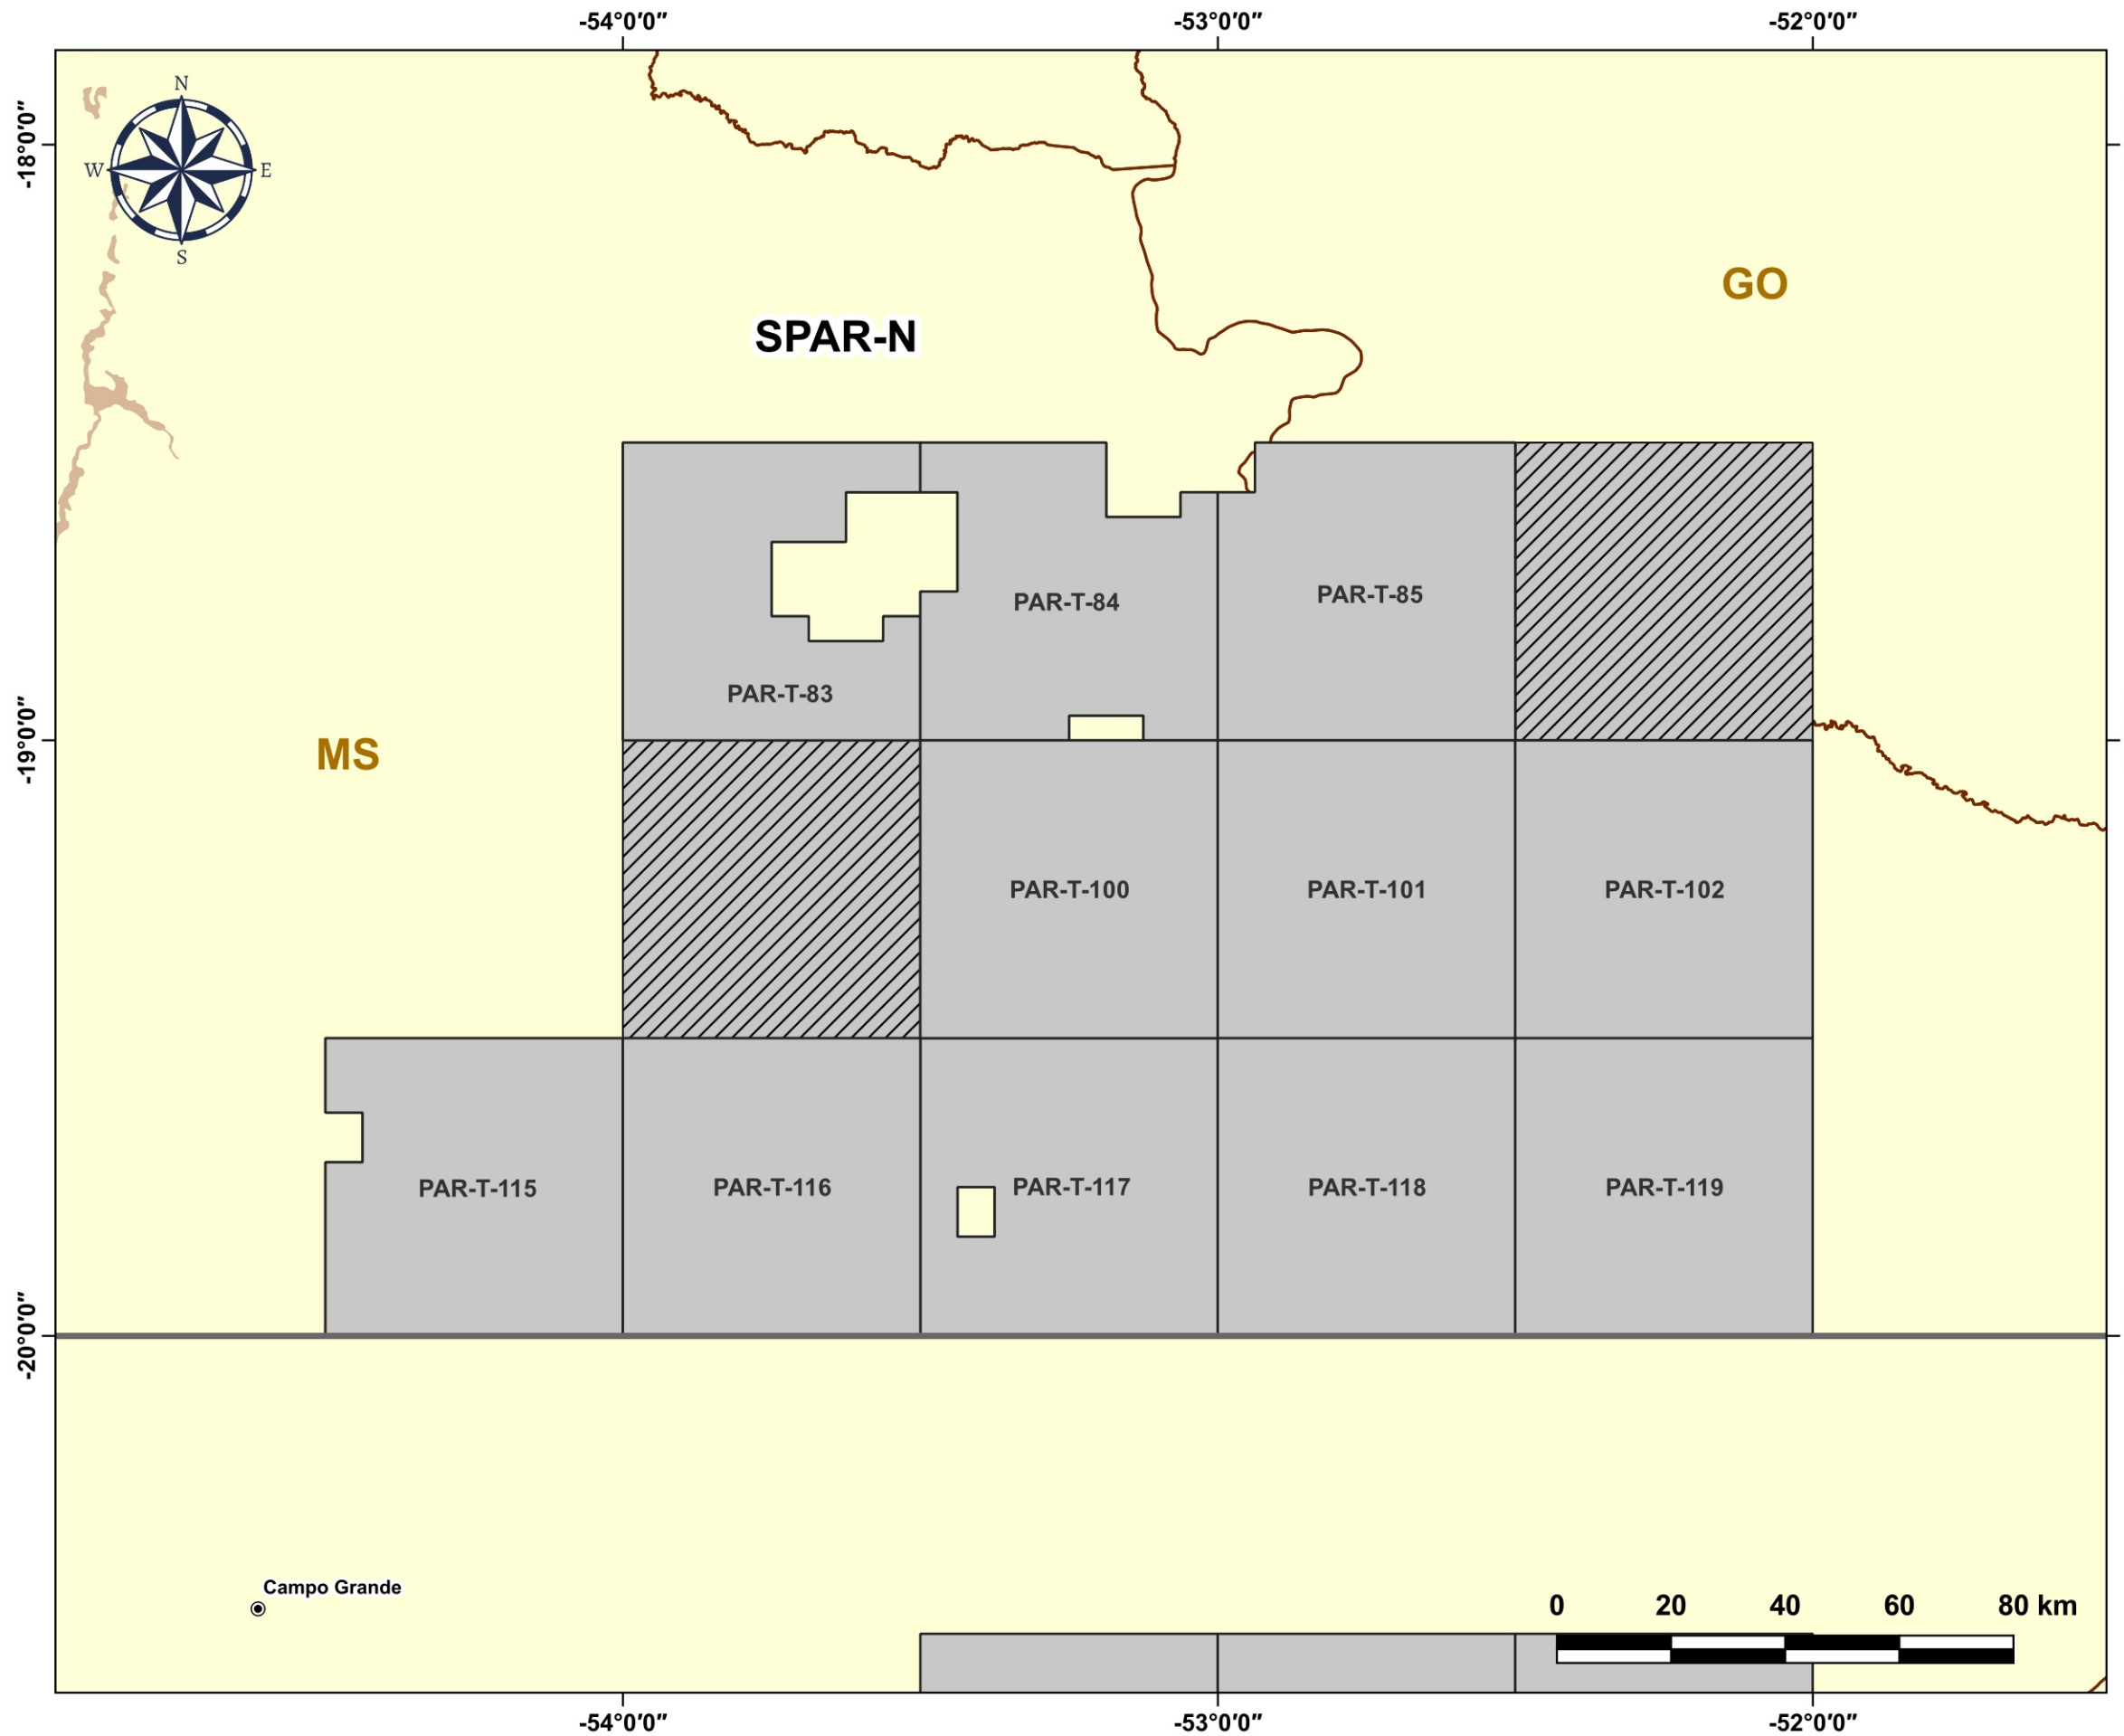 -54°0′0″ -53°0′0″ -52°0′0″
N
-18°0′0″
W E
S
GO
SPAR-N
PAR-T-84 PAR-T-85
PAR-T-83
-19°0′0″
MS
PAR-T-100 PAR-T-101 PAR-T-102
PAR-T-115 PAR-T-116 PAR-T-117 PAR-T-118 PAR-T-119
-20°0′0″
Campo Grande
0 20 40 60 80 km
-54°0′0″ -53°0′0″ -52°0′0″